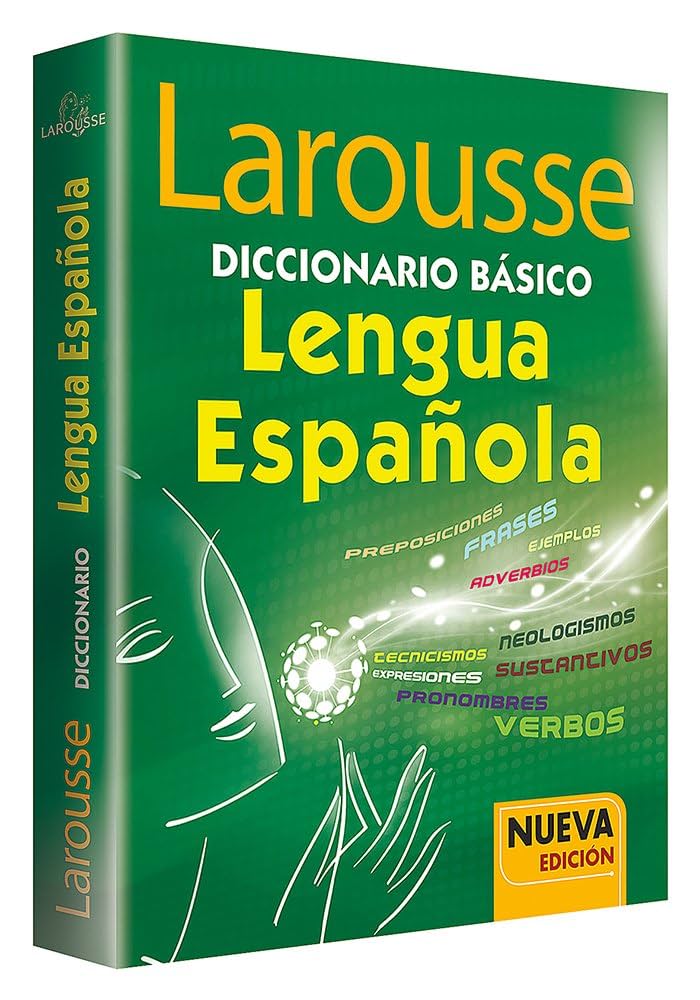 Larousse
DICCIONARIO BÁSICO
Lengua
Española
PREPOSICIONES
FRASES
EJEMPLOS
ADVERBIOS
NEOLOGISMOS
TECNICISMOS
SUSTANTIVOS
EXPRESIONES
PRONOMBRES
VERBOS
NUEVA
EDICIÓN
LAROUSSE
Larousse DICCIONARIO Lengua Española